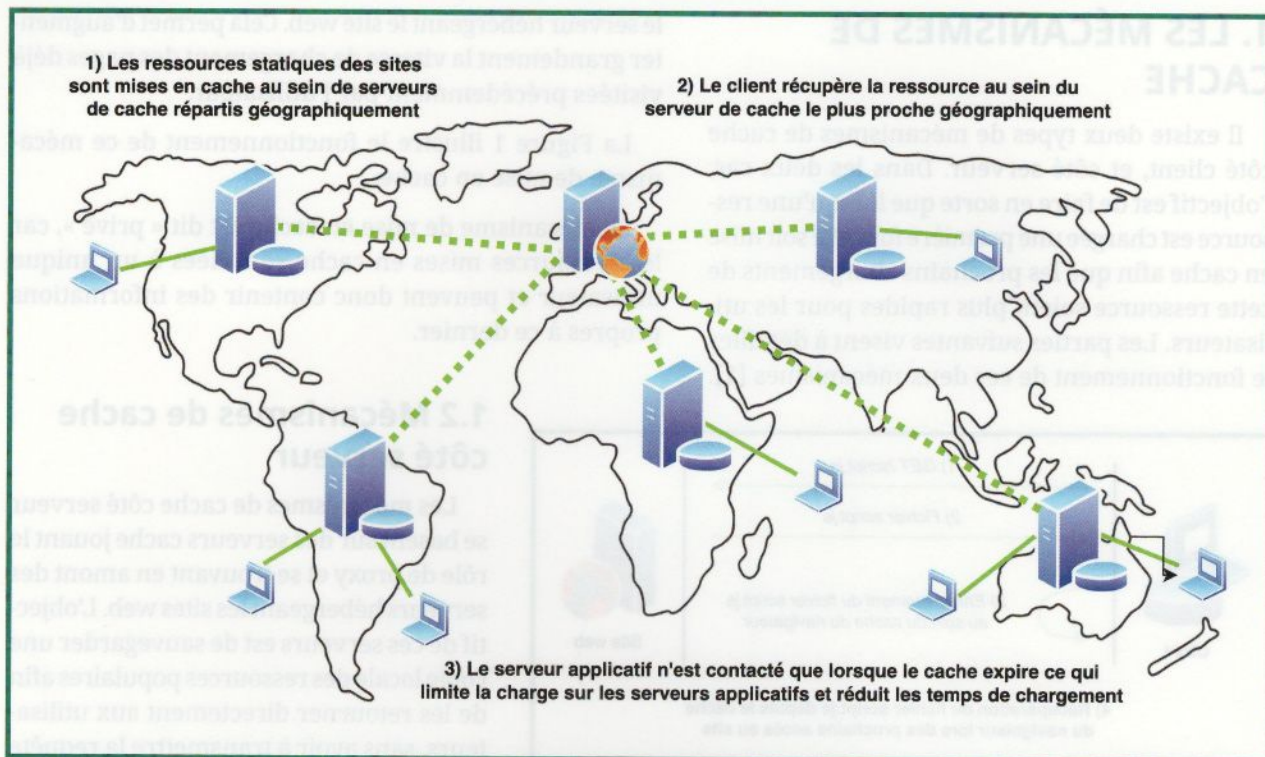 1) Les ressources statiques des sites
sont mises en cache au sein de serveurs
de cache répartis géographiquement
2) Le client récupère la ressource au sein du
serveur de cache le plus proche géographiquement
3) Le serveur applicatif n'est contacté que lorsque le cache expire ce qui
limite la charge sur les serveurs applicatifs et réduit les temps de chargement